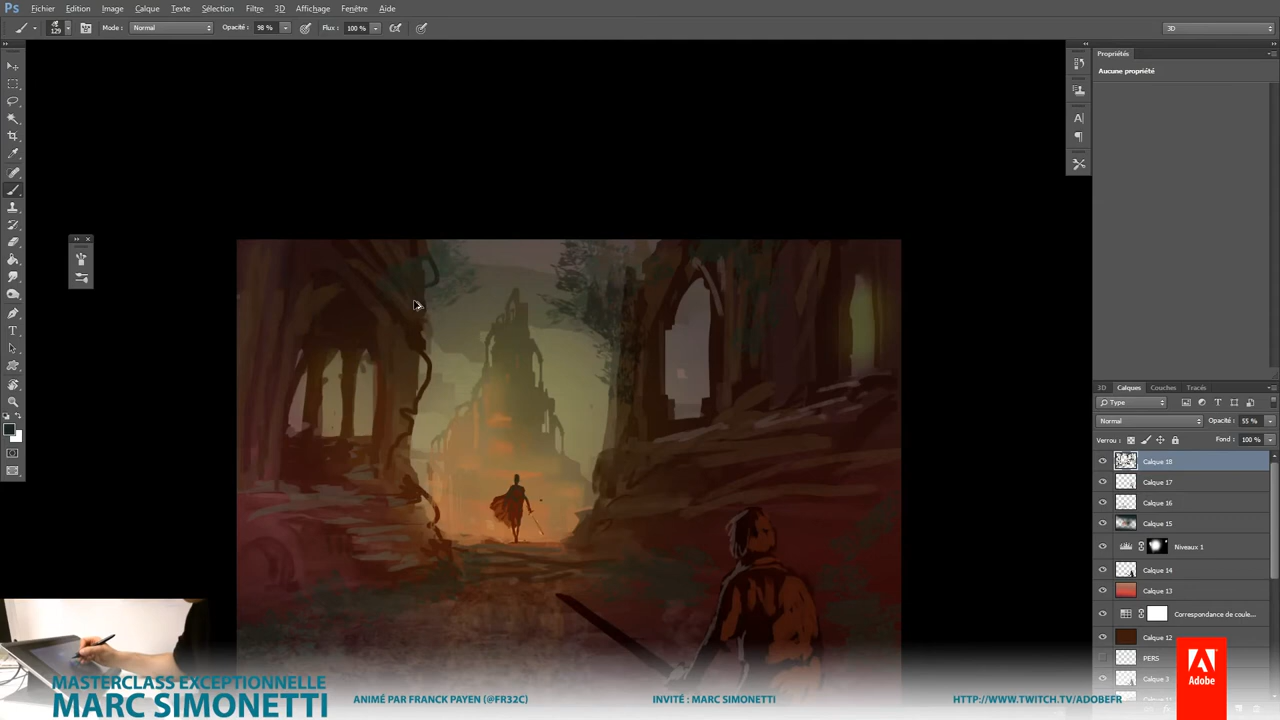 Ps Fichier Edition Image Calque Texte Sélection Filtre 3D Affichage Fenêtre Aide
129 Mode : Normal Opacité : 98 % Flux : 100 % 3D
Propriétés
Aucune propriété
3D Calques Couches Tracés
Type
Normal Opacité : 55 %
Verrou : Fond : 100 %
Calque 18
Calque 17
Calque 16
Calque 15
Niveaux 1
Calque 14
Calque 13
Correspondance de coule...
Calque 12
PERS
Calque 3
Adobe
MASTERCLASS EXCEPTIONNELLE
MARC SIMONETTI
ANIMÉ PAR FRANCK PAYEN (@FR32C)
INVITÉ : MARC SIMONETTI
HTTP://WWW.TWITCH.TV/ADOBEFR